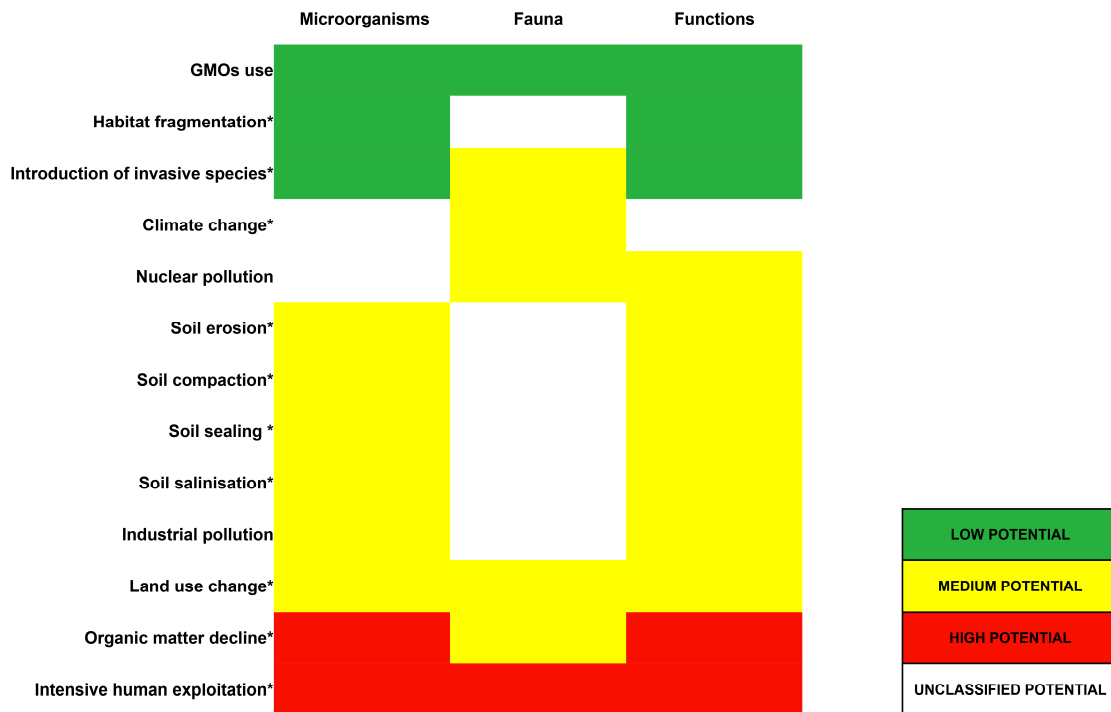 Microorganisms Fauna Functions
GMOs use
Habitat fragmentation*
Introduction of invasive species*
Climate change*
Nuclear pollution
Soil erosion*
Soil compaction*
Soil sealing *
Soil salinisation*
Industrial pollution
Land use change*
Organic matter decline*
Intensive human exploitation*
LOW POTENTIAL
MEDIUM POTENTIAL
HIGH POTENTIAL
UNCLASSIFIED POTENTIAL